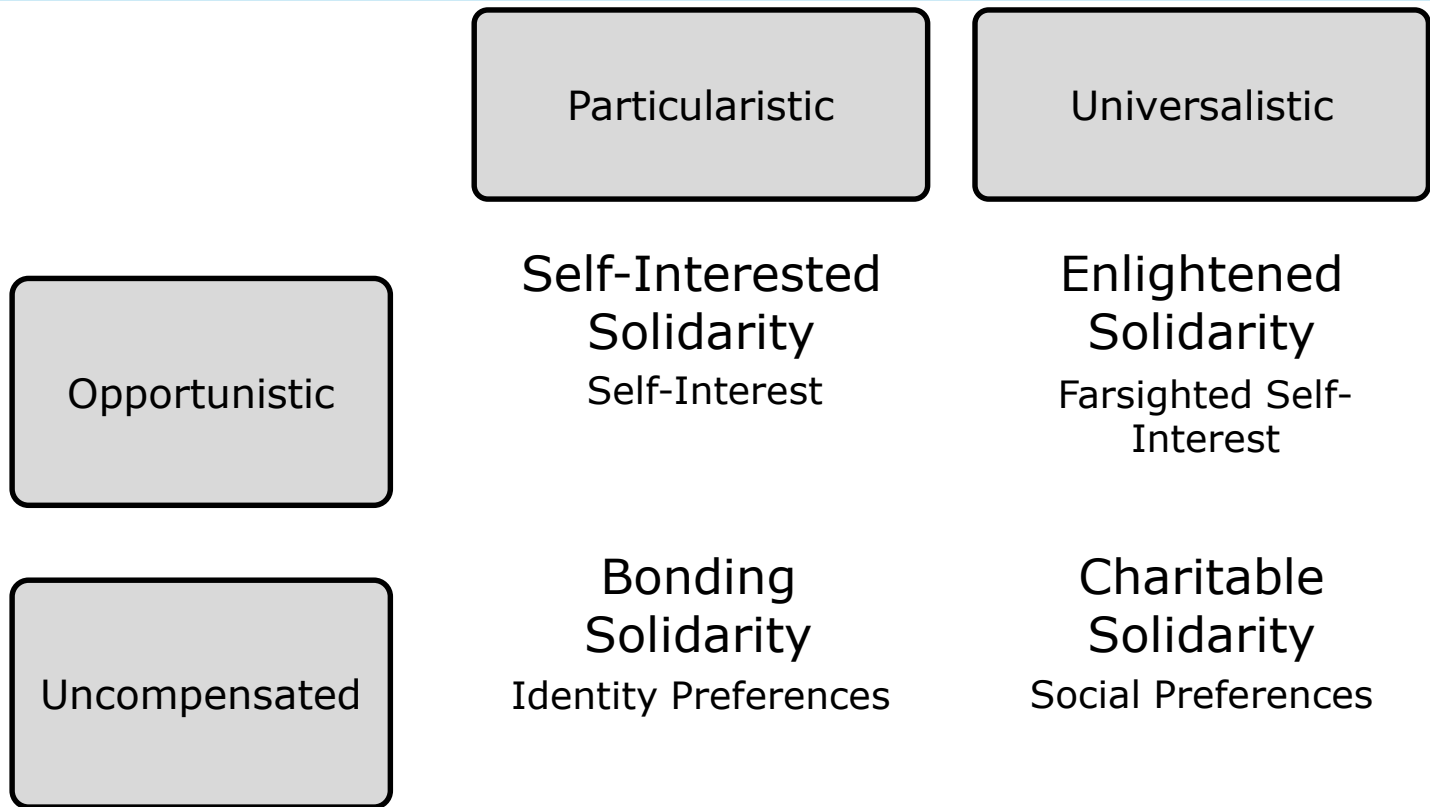 Particularistic
Universalistic
Opportunistic
Self-Interested
Solidarity
Self-Interest
Enlightened
Solidarity
Farsighted Self-
Interest
Uncompensated
Bonding
Solidarity
Identity Preferences
Charitable
Solidarity
Social Preferences